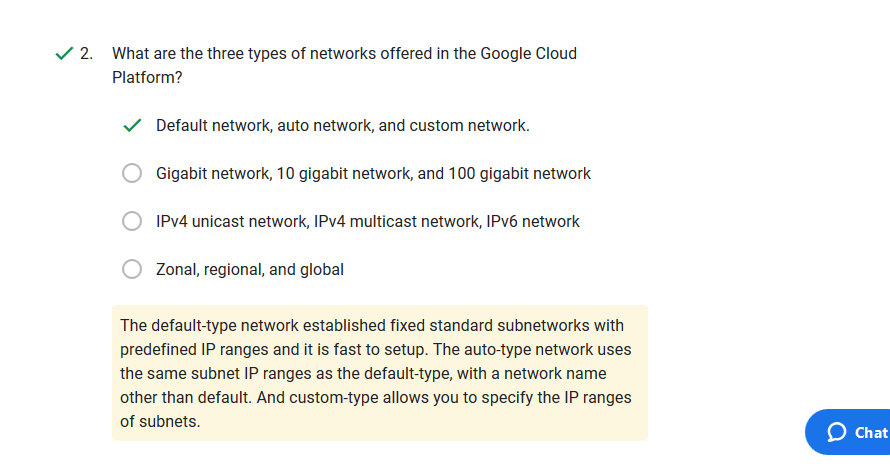 2. What are the three types of networks offered in the Google Cloud
Platform?
Default network, auto network, and custom network.
Gigabit network, 10 gigabit network, and 100 gigabit network
IPv4 unicast network, IPv4 multicast network, IPv6 network
Zonal, regional, and global
The default-type network established fixed standard subnetworks with
predefined IP ranges and it is fast to setup. The auto-type network uses
the same subnet IP ranges as the default-type, with a network name
other than default. And custom-type allows you to specify the IP ranges
of subnets.
Chat